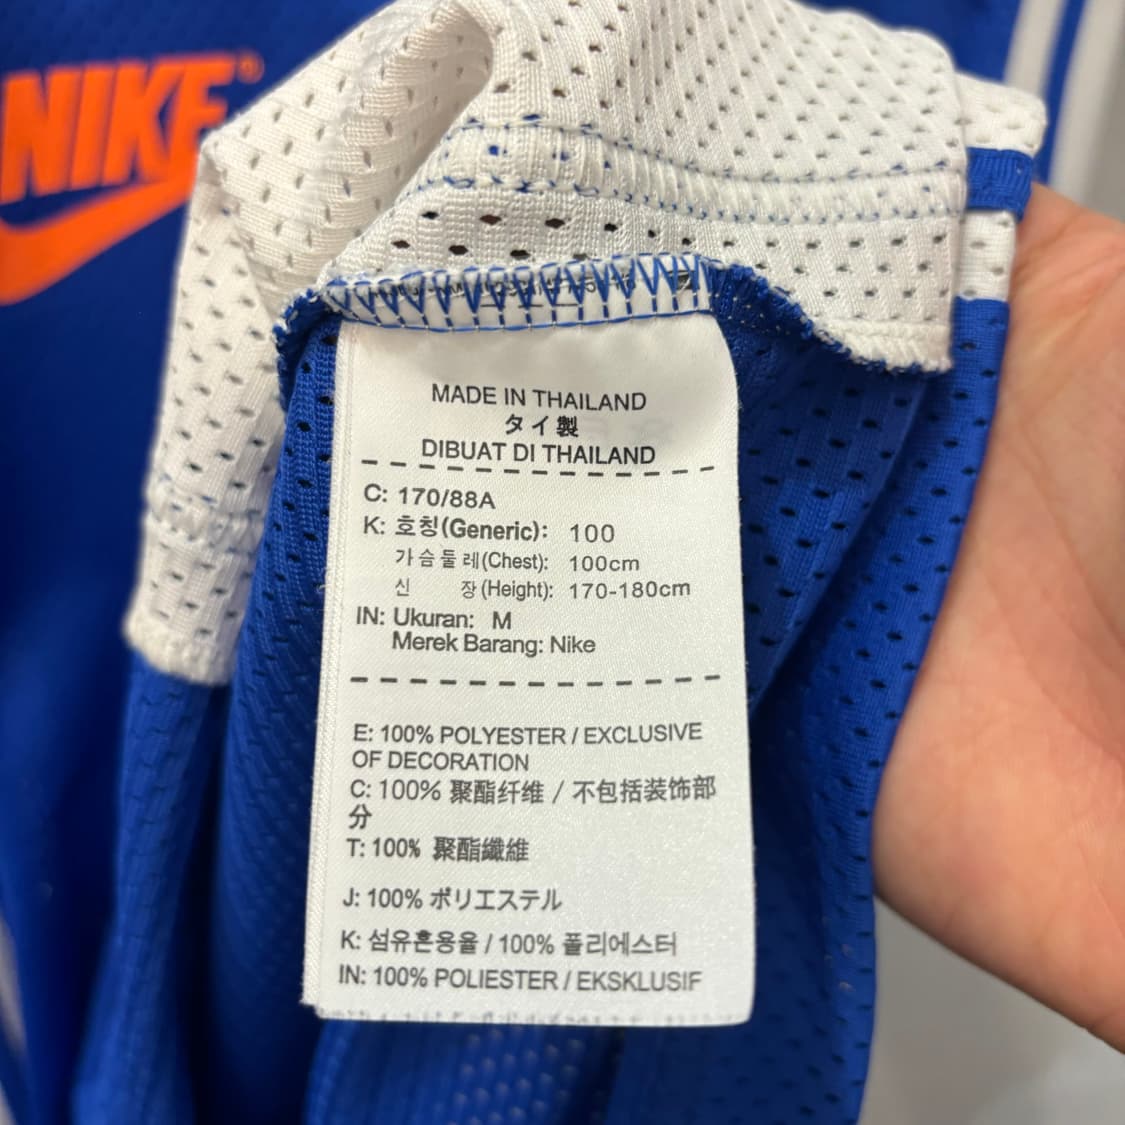 NIKE
MADE IN THAILAND
タイ製
DIBUAT DI THAILAND
C: 170/88A
K: 호칭(Generic): 100
가슴둘레(Chest): 100cm
신 장(Height): 170-180cm
IN: Ukuran: M
Merek Barang: Nike
E: 100% POLYESTER / EXCLUSIVE
OF DECORATION
C: 100% 聚酯纤维 / 不包括装饰部
分
T: 100% 聚酯纖維
J: 100% ポリエステル
K: 섬유혼용율 / 100% 폴리에스터
IN: 100% POLIESTER / EKSKLUSIF